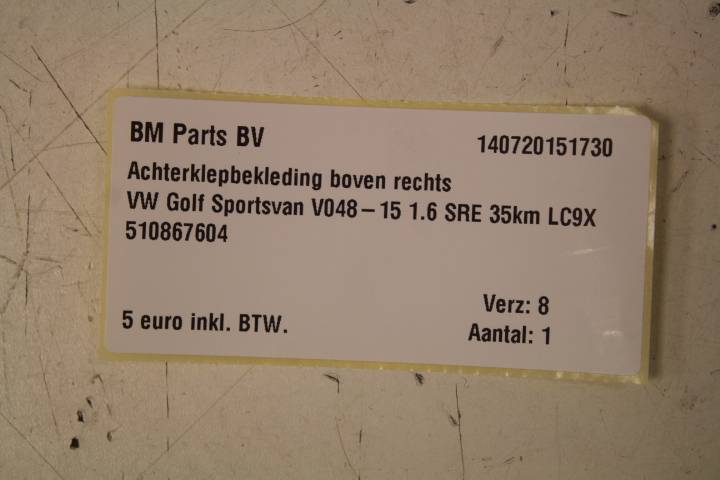 BM Parts BV 140720151730
Achterklepbekleding boven rechts
VW Golf Sportsvan V048-15 1.6 SRE 35km LC9X
510867604
Verz: 8
5 euro inkl. BTW. Aantal: 1